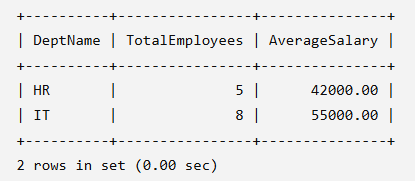 +----------+----------------+---------------+
| DeptName | TotalEmployees | AverageSalary |
+----------+----------------+---------------+
| HR       |              5 |      42000.00 |
| IT       |              8 |      55000.00 |
+----------+----------------+---------------+
2 rows in set (0.00 sec)